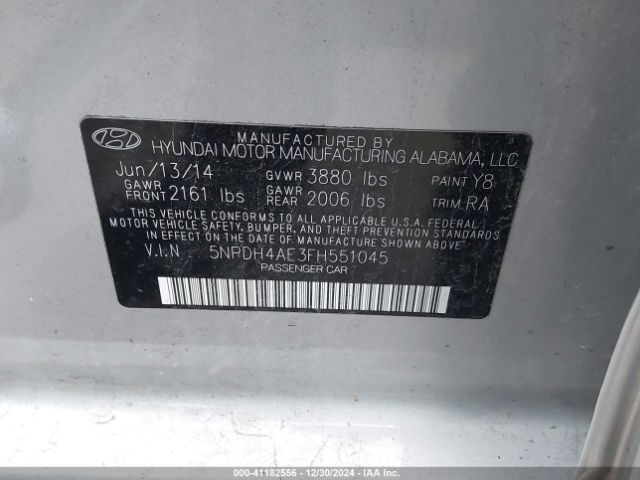 MANUFACTURED BY
HYUNDAI MOTOR MANUFACTURING ALABAMA, LLC
Jun/13/14 GVWR 3880 lbs PAINT Y8
GAWR FRONT 2161 lbs GAWR REAR 2006 lbs TRIM RA
THIS VEHICLE CONFORMS TO ALL APPLICABLE U.S.A. FEDERAL
MOTOR VEHICLE SAFETY, BUMPER, AND THEFT PREVENTION STANDARDS
IN EFFECT ON THE DATE OF MANUFACTURE SHOWN ABOVE.
V.I.N 5NPDH4AE3FH551045
PASSENGER CAR
000-41182556 - 12/30/2024 - IAA Inc.